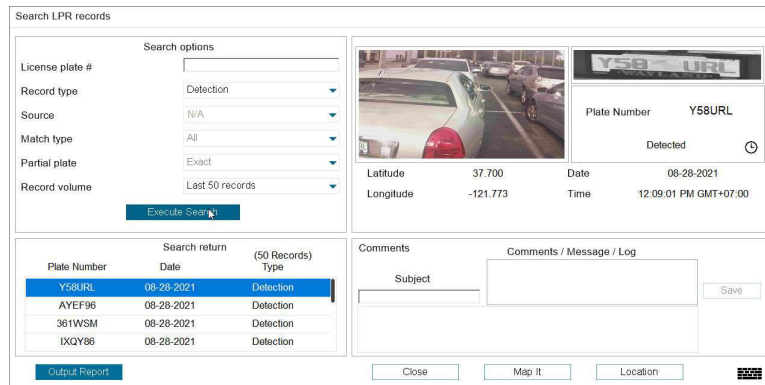 Search LPR records
Search options
License plate #
Record type Detection
Source N/A
Match type All
Partial plate Exact
Record volume Last 50 records
Execute Search
Y58 URL
WAYLAND
Plate Number Y58URL
Detected
Latitude 37.700 Date 08-28-2021
Longitude -121.773 Time 12:09:01 PM GMT+07:00
Search return (50 Records)
Plate Number Date Type
Y58URL 08-28-2021 Detection
AYEF96 08-28-2021 Detection
361WSM 08-28-2021 Detection
IXQY86 08-28-2021 Detection
Comments
Comments / Message / Log
Subject
Save
Output Report
Close
Map It
Location